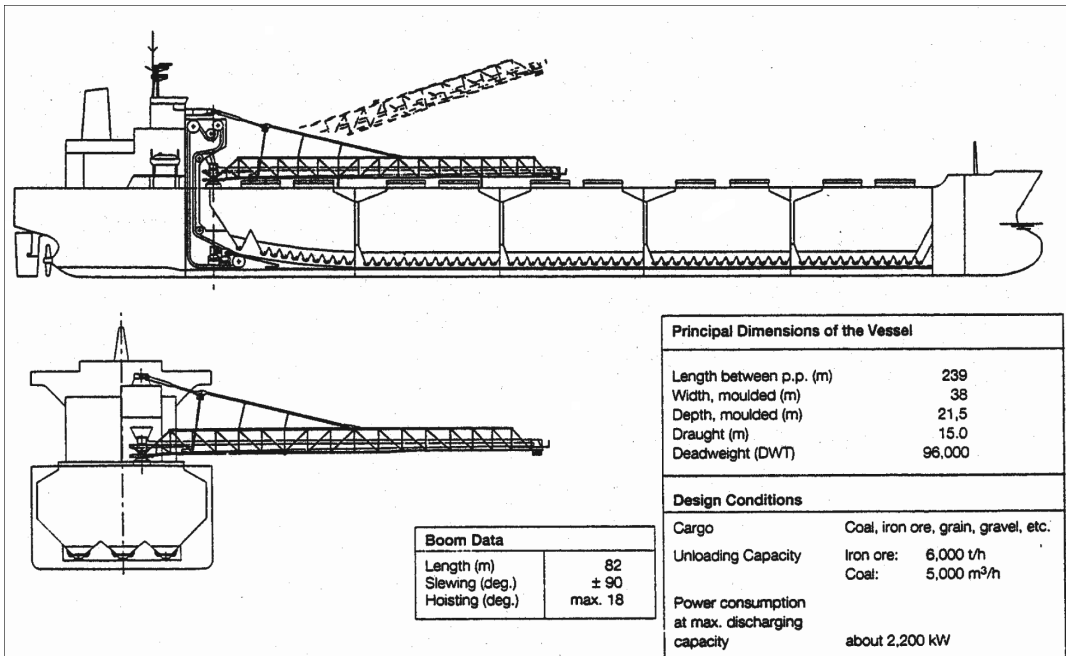 Principal Dimensions of the Vessel
Length between p.p. (m) 239
Width, moulded (m) 38
Depth, moulded (m) 21,5
Draught (m) 15.0
Deadweight (DWT) 96,000
Design Conditions
Cargo Coal, iron ore, grain, gravel, etc.
Unloading Capacity Iron ore: 6,000 t/h
Coal: 5,000 m³/h
Power consumption
at max. discharging
capacity about 2,200 kW
Boom Data
Length (m) 82
Slewing (deg.) ± 90
Hoisting (deg.) max. 18